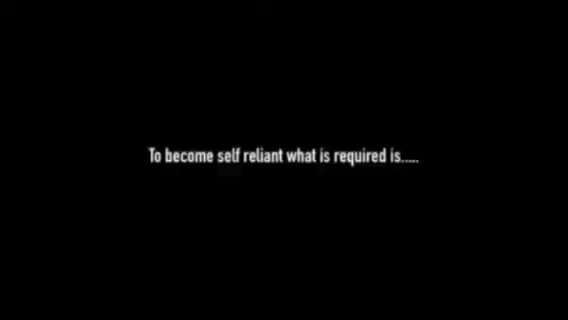 To become self reliant what is required is.....